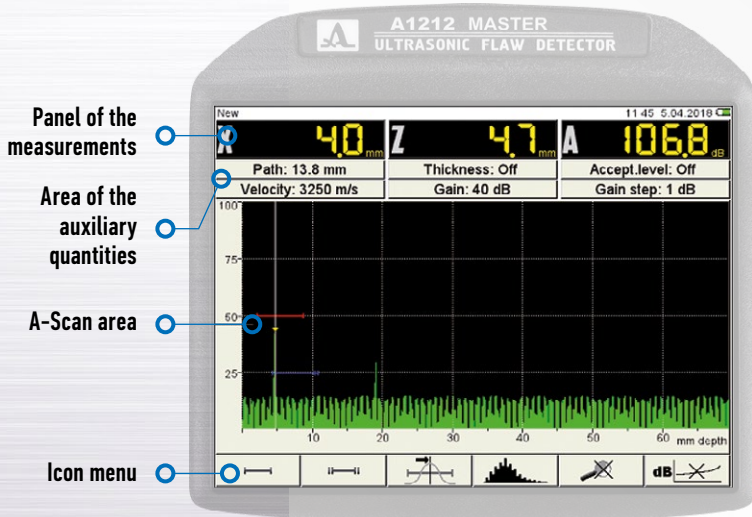 A1212 MASTER
ULTRASONIC FLAW DETECTOR
New 11 45 5.04.2018
X 4.0 mm Z 4.7 mm A 106.8 dB
Path: 13.8 mm Thickness: Off Accept.level: Off
Velocity: 3250 m/s Gain: 40 dB Gain step: 1 dB
100
75
50
25
10 20 30 40 50 60 mm depth
dB
Panel of the
measurements
Area of the
auxiliary
quantities
A-Scan area
Icon menu